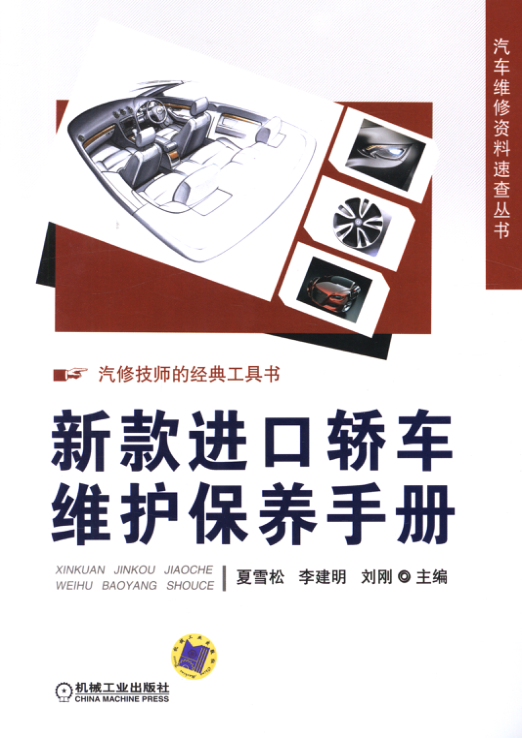 汽车维修资料速查丛书
汽修技师的经典工具书
新款进口轿车
维护保养手册
XINKUAN JINKOU JIAOCHE
WEIHU BAOYANG SHOUCE
夏雪松 李建明 刘刚 ◎ 主编
机械工业出版社
CHINA MACHINE PRESS